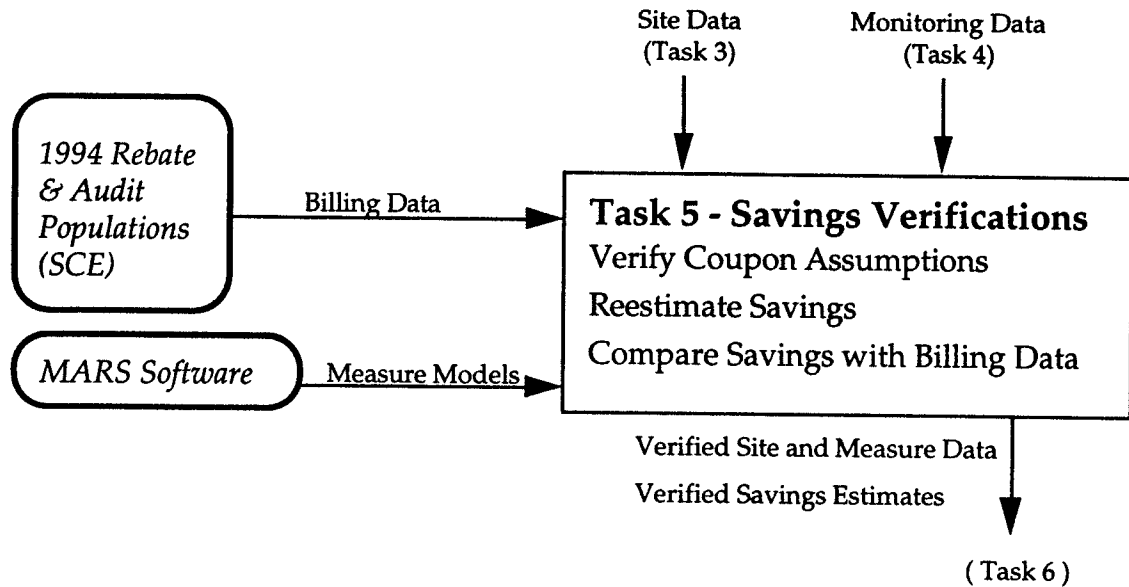 Site Data
(Task 3)
Monitoring Data
(Task 4)
1994 Rebate
& Audit
Populations
(SCE)
Billing Data
MARS Software
Measure Models
Task 5 - Savings Verifications
Verify Coupon Assumptions
Reestimate Savings
Compare Savings with Billing Data
Verified Site and Measure Data
Verified Savings Estimates
( Task 6 )